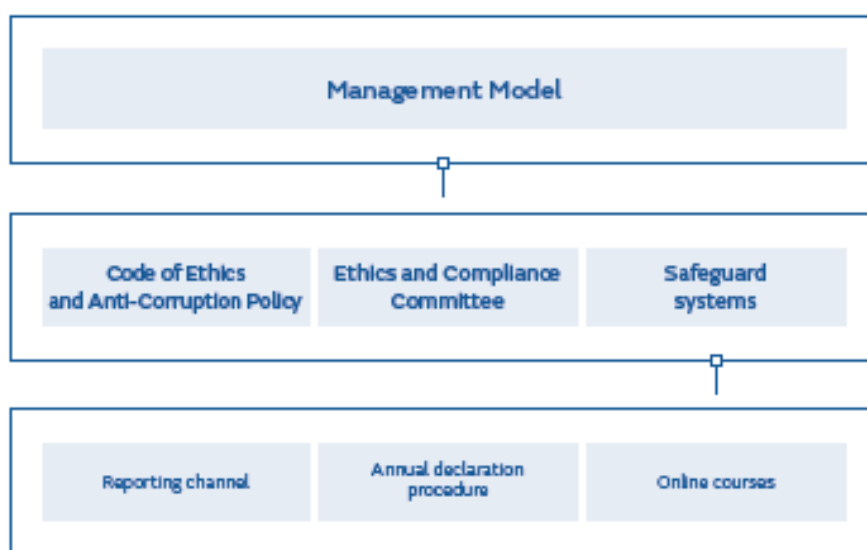 Management Model
Code of Ethics
and Anti-Corruption Policy
Ethics and Compliance
Committee
Safeguard
systems
Reporting channel
Annual declaration
procedure
Online courses